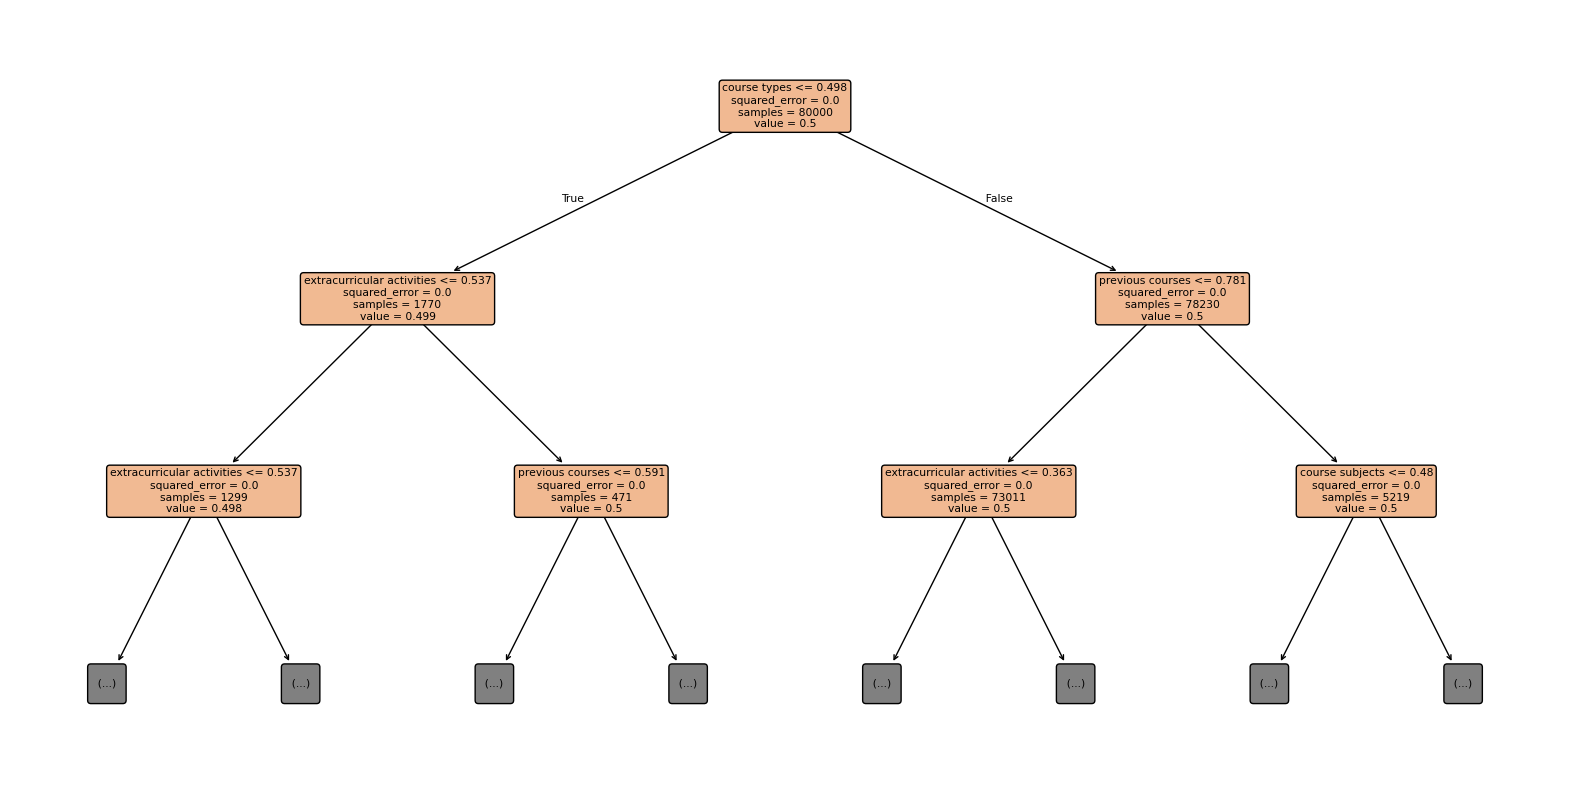 course types <= 0.498
squared_error = 0.0
samples = 80000
value = 0.5
True
False
extracurricular activities <= 0.537
squared_error = 0.0
samples = 1770
value = 0.499
previous courses <= 0.781
squared_error = 0.0
samples = 78230
value = 0.5
extracurricular activities <= 0.537
squared_error = 0.0
samples = 1299
value = 0.498
previous courses <= 0.591
squared_error = 0.0
samples = 471
value = 0.5
extracurricular activities <= 0.363
squared_error = 0.0
samples = 73011
value = 0.5
course subjects <= 0.48
squared_error = 0.0
samples = 5219
value = 0.5
(...)
(...)
(...)
(...)
(...)
(...)
(...)
(...)